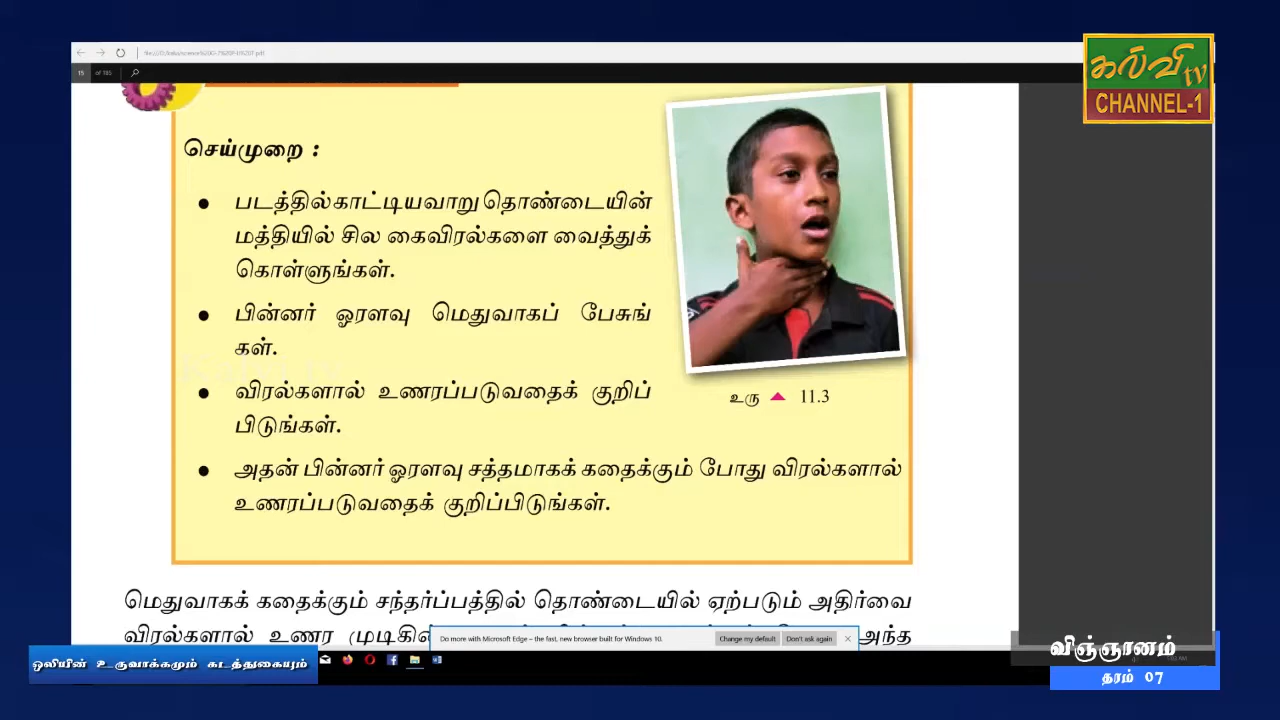 கல்வி tv
CHANNEL-1
15 of 185
செய்முறை :
● படத்தில்காட்டியவாறு தொண்டையின்
மத்தியில் சில கைவிரல்களை வைத்துக்
கொள்ளுங்கள்.
● பின்னர் ஓரளவு மெதுவாகப் பேசுங்
கள்.
● விரல்களால் உணரப்படுவதைக் குறிப்
பிடுங்கள்.
உரு ▲ 11.3
● அதன் பின்னர் ஓரளவு சத்தமாகக் கதைக்கும் போது விரல்களால்
உணரப்படுவதைக் குறிப்பிடுங்கள்.
மெதுவாகக் கதைக்கும் சந்தர்ப்பத்தில் தொண்டையில் ஏற்படும் அதிர்வை
விரல்களால் உணர அந்த
Do more with Microsoft Edge – the fast, new browser built for Windows 10.
Change my default
Don't ask again
விஞ்ஞானம்
தரம் 07
ஒலியின் உருவாக்கமும் கடத்துகையும்